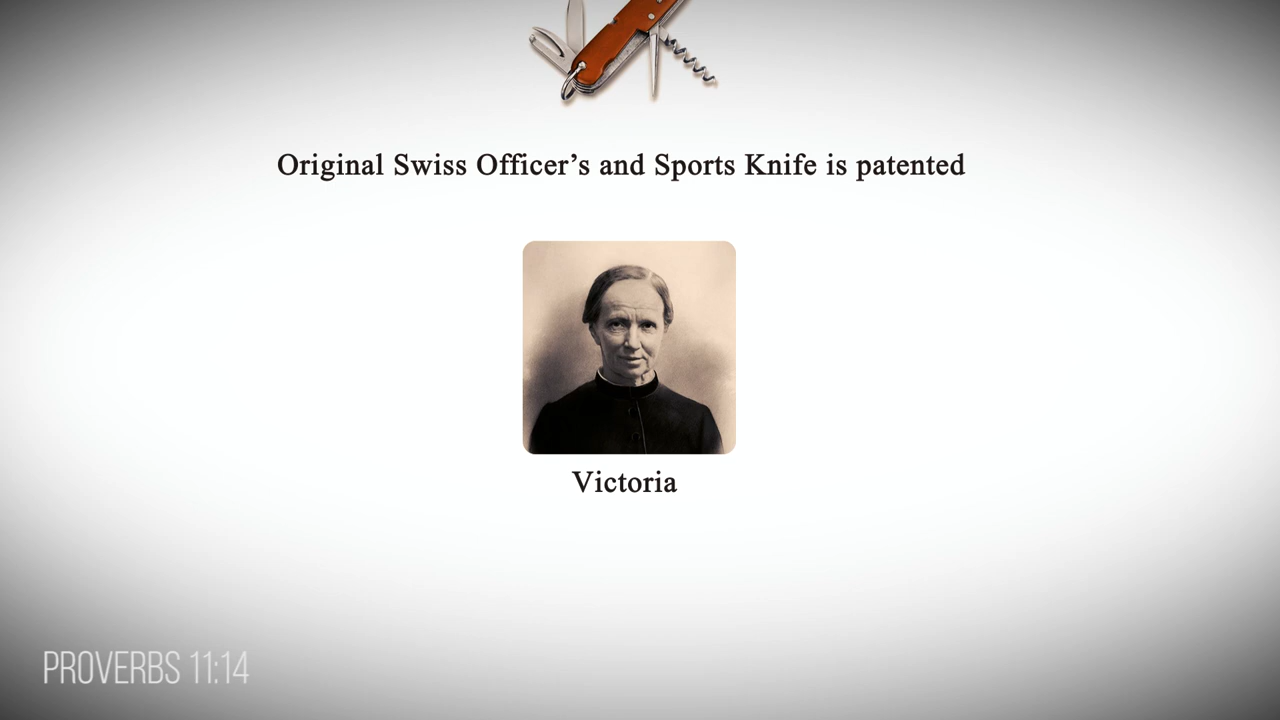 Original Swiss Officer’s and Sports Knife is patented
Victoria
PROVERBS 11:14